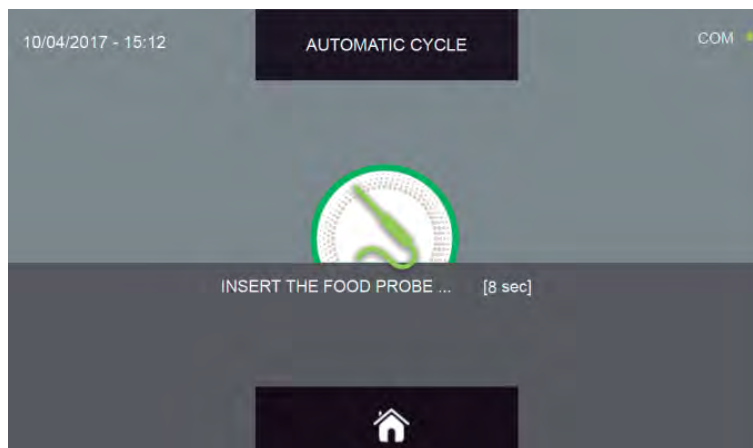 10/04/2017 - 15:12
AUTOMATIC CYCLE
COM
INSERT THE FOOD PROBE ... [8 sec]